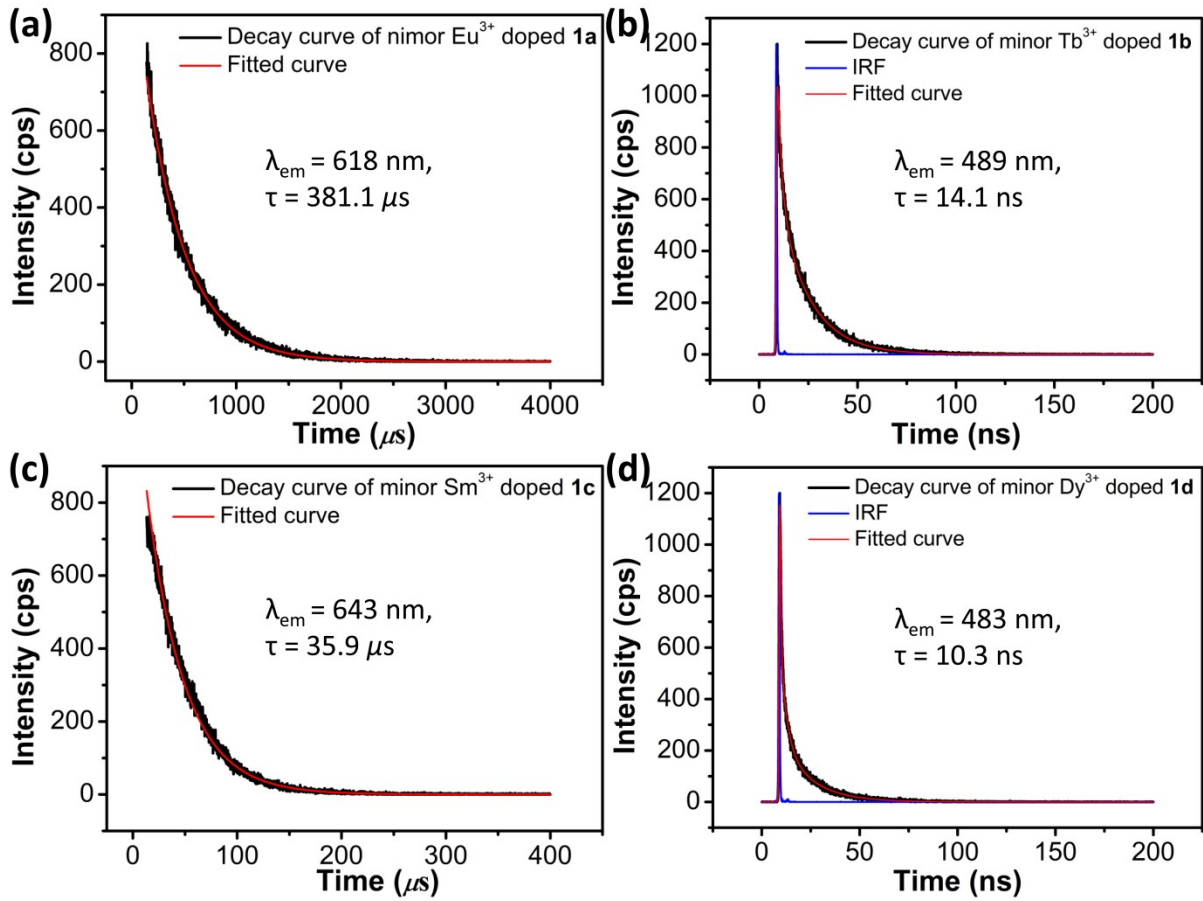 (a)
Decay curve of nimor Eu³⁺ doped 1a
Fitted curve
λem = 618 nm,
τ = 381.1 μs
Intensity (cps)
800
600
400
200
0
0 1000 2000 3000 4000
Time (μs)
(b)
Decay curve of minor Tb³⁺ doped 1b
IRF
Fitted curve
λem = 489 nm,
τ = 14.1 ns
Intensity (cps)
1200
1000
800
600
400
200
0
0 50 100 150 200
Time (ns)
(c)
Decay curve of minor Sm³⁺ doped 1c
Fitted curve
λem = 643 nm,
τ = 35.9 μs
Intensity (cps)
800
600
400
200
0
0 100 200 300 400
Time (μs)
(d)
Decay curve of minor Dy³⁺ doped 1d
IRF
Fitted curve
λem = 483 nm,
τ = 10.3 ns
Intensity (cps)
1200
1000
800
600
400
200
0
0 50 100 150 200
Time (ns)